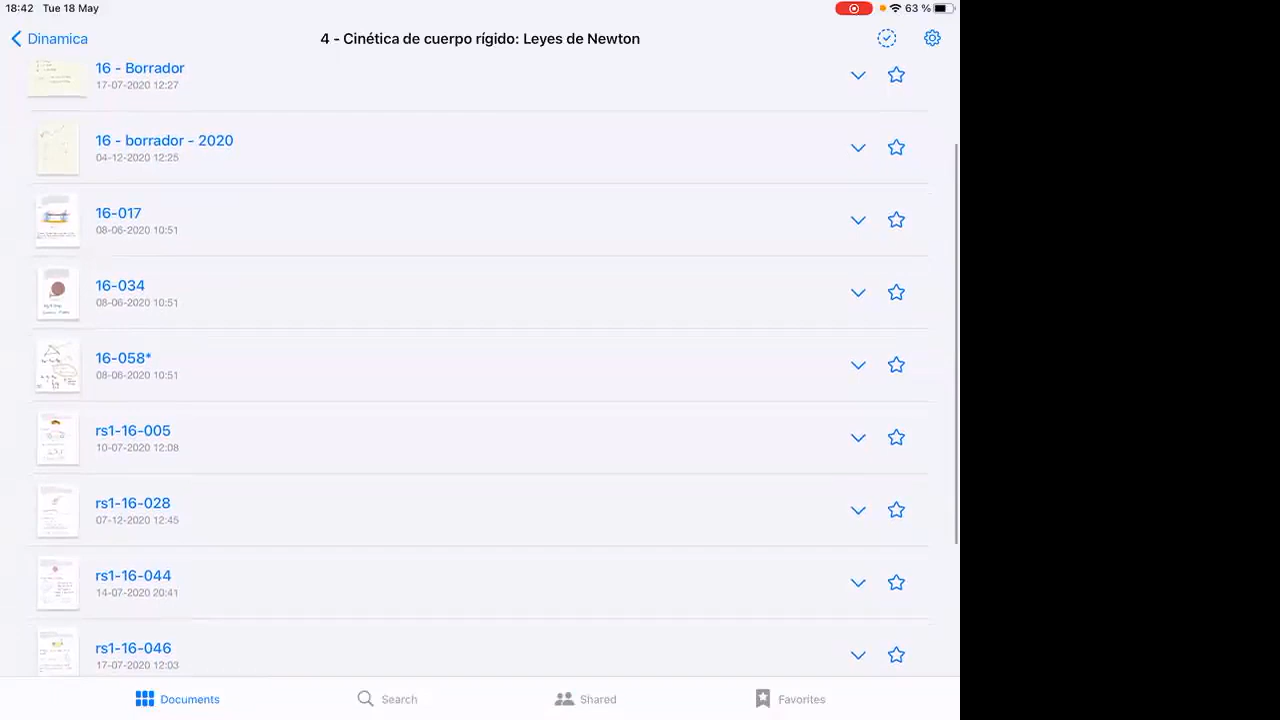 18:42 Tue 18 May 63 %
Dinamica 4 - Cinética de cuerpo rígido: Leyes de Newton
16 - Borrador
17-07-2020 12:27
16 - borrador - 2020
04-12-2020 12:25
16-017
08-06-2020 10:51
16-034
08-06-2020 10:51
16-058*
08-06-2020 10:51
rs1-16-005
10-07-2020 12:08
rs1-16-028
07-12-2020 12:45
rs1-16-044
14-07-2020 20:41
rs1-16-046
17-07-2020 12:03
Documents Search Shared Favorites